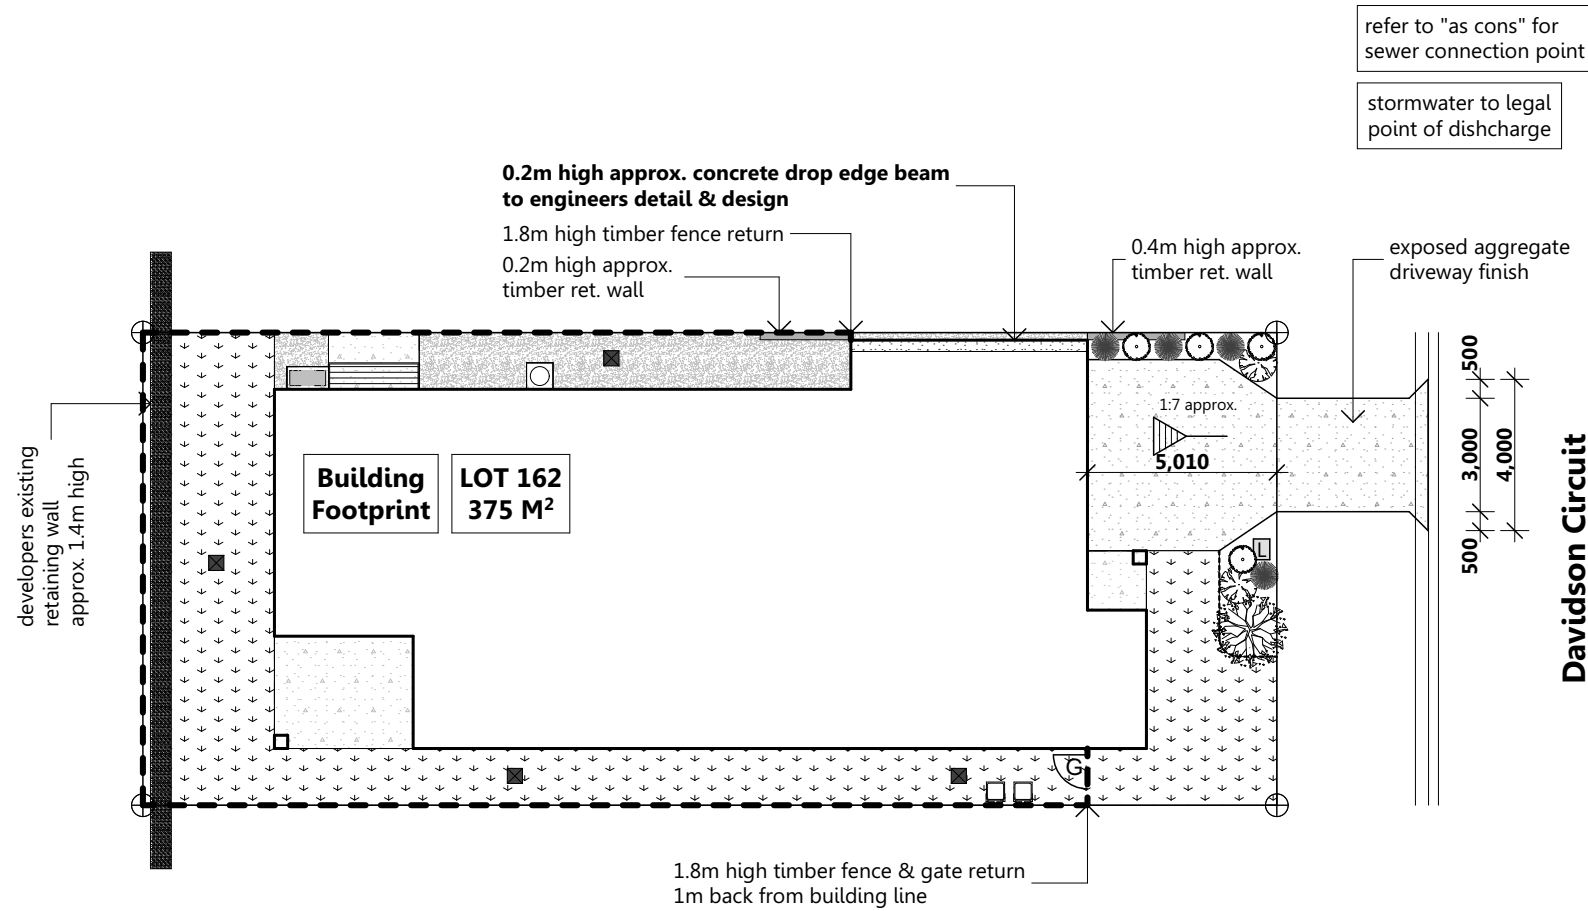 refer to "as cons" for
sewer connection point
stormwater to legal
point of dishcharge
0.2m high approx. concrete drop edge beam
to engineers detail & design
1.8m high timber fence return
0.2m high approx.
timber ret. wall
0.4m high approx.
timber ret. wall
exposed aggregate
driveway finish
1:7 approx.
5,010
500
3,000
4,000
500
Davidson Circuit
Building
Footprint
LOT 162
375 M²
developers existing
retaining wall
approx. 1.4m high
L
G
1.8m high timber fence & gate return
1m back from building line